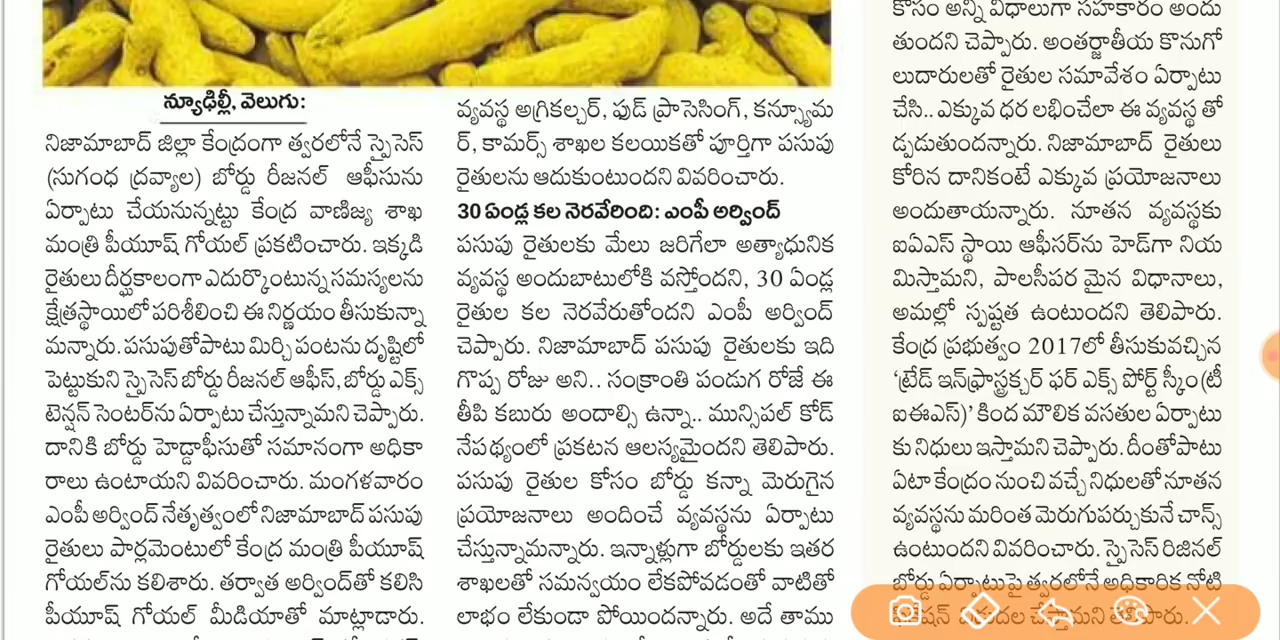 న్యూఢిల్లీ, వెలుగు:
నిజామాబాద్ జిల్లా కేంద్రంగా త్వరలోనే స్పైసెస్
(సుగంధ ద్రవ్యాల) బోర్డు రీజనల్ ఆఫీసును
ఏర్పాటు చేయనున్నట్టు కేంద్ర వాణిజ్య శాఖ
మంత్రి పీయూష్ గోయల్ ప్రకటించారు. ఇక్కడి
రైతులు దీర్ఘకాలంగా ఎదుర్కొంటున్న సమస్యలను
క్షేత్రస్థాయిలో పరిశీలించి ఈ నిర్ణయం తీసుకున్నా
మన్నారు. పసుపుతోపాటు మిర్చి పంటను దృష్టిలో
పెట్టుకుని స్పైసెస్ బోర్డు రీజనల్ ఆఫీస్, బోర్డు ఎక్స్
టెన్షన్ సెంటర్‌ను ఏర్పాటు చేస్తున్నామని చెప్పారు.
దానికి బోర్డు హెడ్డాఫీసుతో సమానంగా అధికా
రాలు ఉంటాయని వివరించారు. మంగళవారం
ఎంపీ అర్వింద్ నేతృత్వంలో నిజామాబాద్ పసుపు
రైతులు పార్లమెంటులో కేంద్ర మంత్రి పీయూష్
గోయల్‌ను కలిశారు. తర్వాత అర్వింద్‌తో కలిసి
పీయూష్ గోయల్ మీడియాతో మాట్లాడారు.
వ్యవస్థ అగ్రికల్చర్, ఫుడ్ ప్రాసెసింగ్, కన్స్యూమ
ర్, కామర్స్ శాఖల కలయికతో పూర్తిగా పసుపు
రైతులను ఆదుకుంటుందని వివరించారు.
30 ఏండ్ల కల నెరవేరింది: ఎంపీ అర్వింద్
పసుపు రైతులకు మేలు జరిగేలా అత్యాధునిక
వ్యవస్థ అందుబాటులోకి వస్తోందని, 30 ఏండ్ల
రైతుల కల నెరవేరుతోందని ఎంపీ అర్వింద్
చెప్పారు. నిజామాబాద్ పసుపు రైతులకు ఇది
గొప్ప రోజు అని.. సంక్రాంతి పండుగ రోజే ఈ
తీపి కబురు అందాల్సి ఉన్నా.. మున్సిపల్ కోడ్
నేపథ్యంలో ప్రకటన ఆలస్యమైందని తెలిపారు.
పసుపు రైతుల కోసం బోర్డు కన్నా మెరుగైన
ప్రయోజనాలు అందించే వ్యవస్థను ఏర్పాటు
చేస్తున్నామన్నారు. ఇన్నాళ్లుగా బోర్డులకు ఇతర
శాఖలతో సమన్వయం లేకపోవడంతో వాటితో
లాభం లేకుండా పోయిందన్నారు. అదే తాము
కోసం అన్ని విధాలుగా సహకారం అందు
తుందని చెప్పారు. అంతర్జాతీయ కొనుగో
లుదారులతో రైతుల సమావేశం ఏర్పాటు
చేసి.. ఎక్కువ ధర లభించేలా ఈ వ్యవస్థ తో
డ్పడుతుందన్నారు. నిజామాబాద్ రైతులు
కోరిన దానికంటే ఎక్కువ ప్రయోజనాలు
అందుతాయన్నారు. నూతన వ్యవస్థకు
ఐఏఎస్ స్థాయి ఆఫీసర్‌ను హెడ్‌గా నియ
మిస్తామని, పాలసీపర మైన విధానాలు,
అమల్లో స్పష్టత ఉంటుందని తెలిపారు.
కేంద్ర ప్రభుత్వం 2017లో తీసుకువచ్చిన
'ట్రేడ్ ఇన్‌ఫ్రాస్ట్రక్చర్ ఫర్ ఎక్స్ పోర్ట్ స్కీం(టీ
ఐఈఎస్)' కింద మౌలిక వసతుల ఏర్పాటు
కు నిధులు ఇస్తామని చెప్పారు. దీంతోపాటు
ఏటా కేంద్రం నుంచి వచ్చే నిధులతో నూతన
వ్యవస్థను మరింత మెరుగుపర్చుకునే చాన్స్
ఉంటుందని వివరించారు. స్పైసెస్ రిజినల్
బోర్డు ఏర్పాటుపై త్వరలోనే అధికారిక నోటి